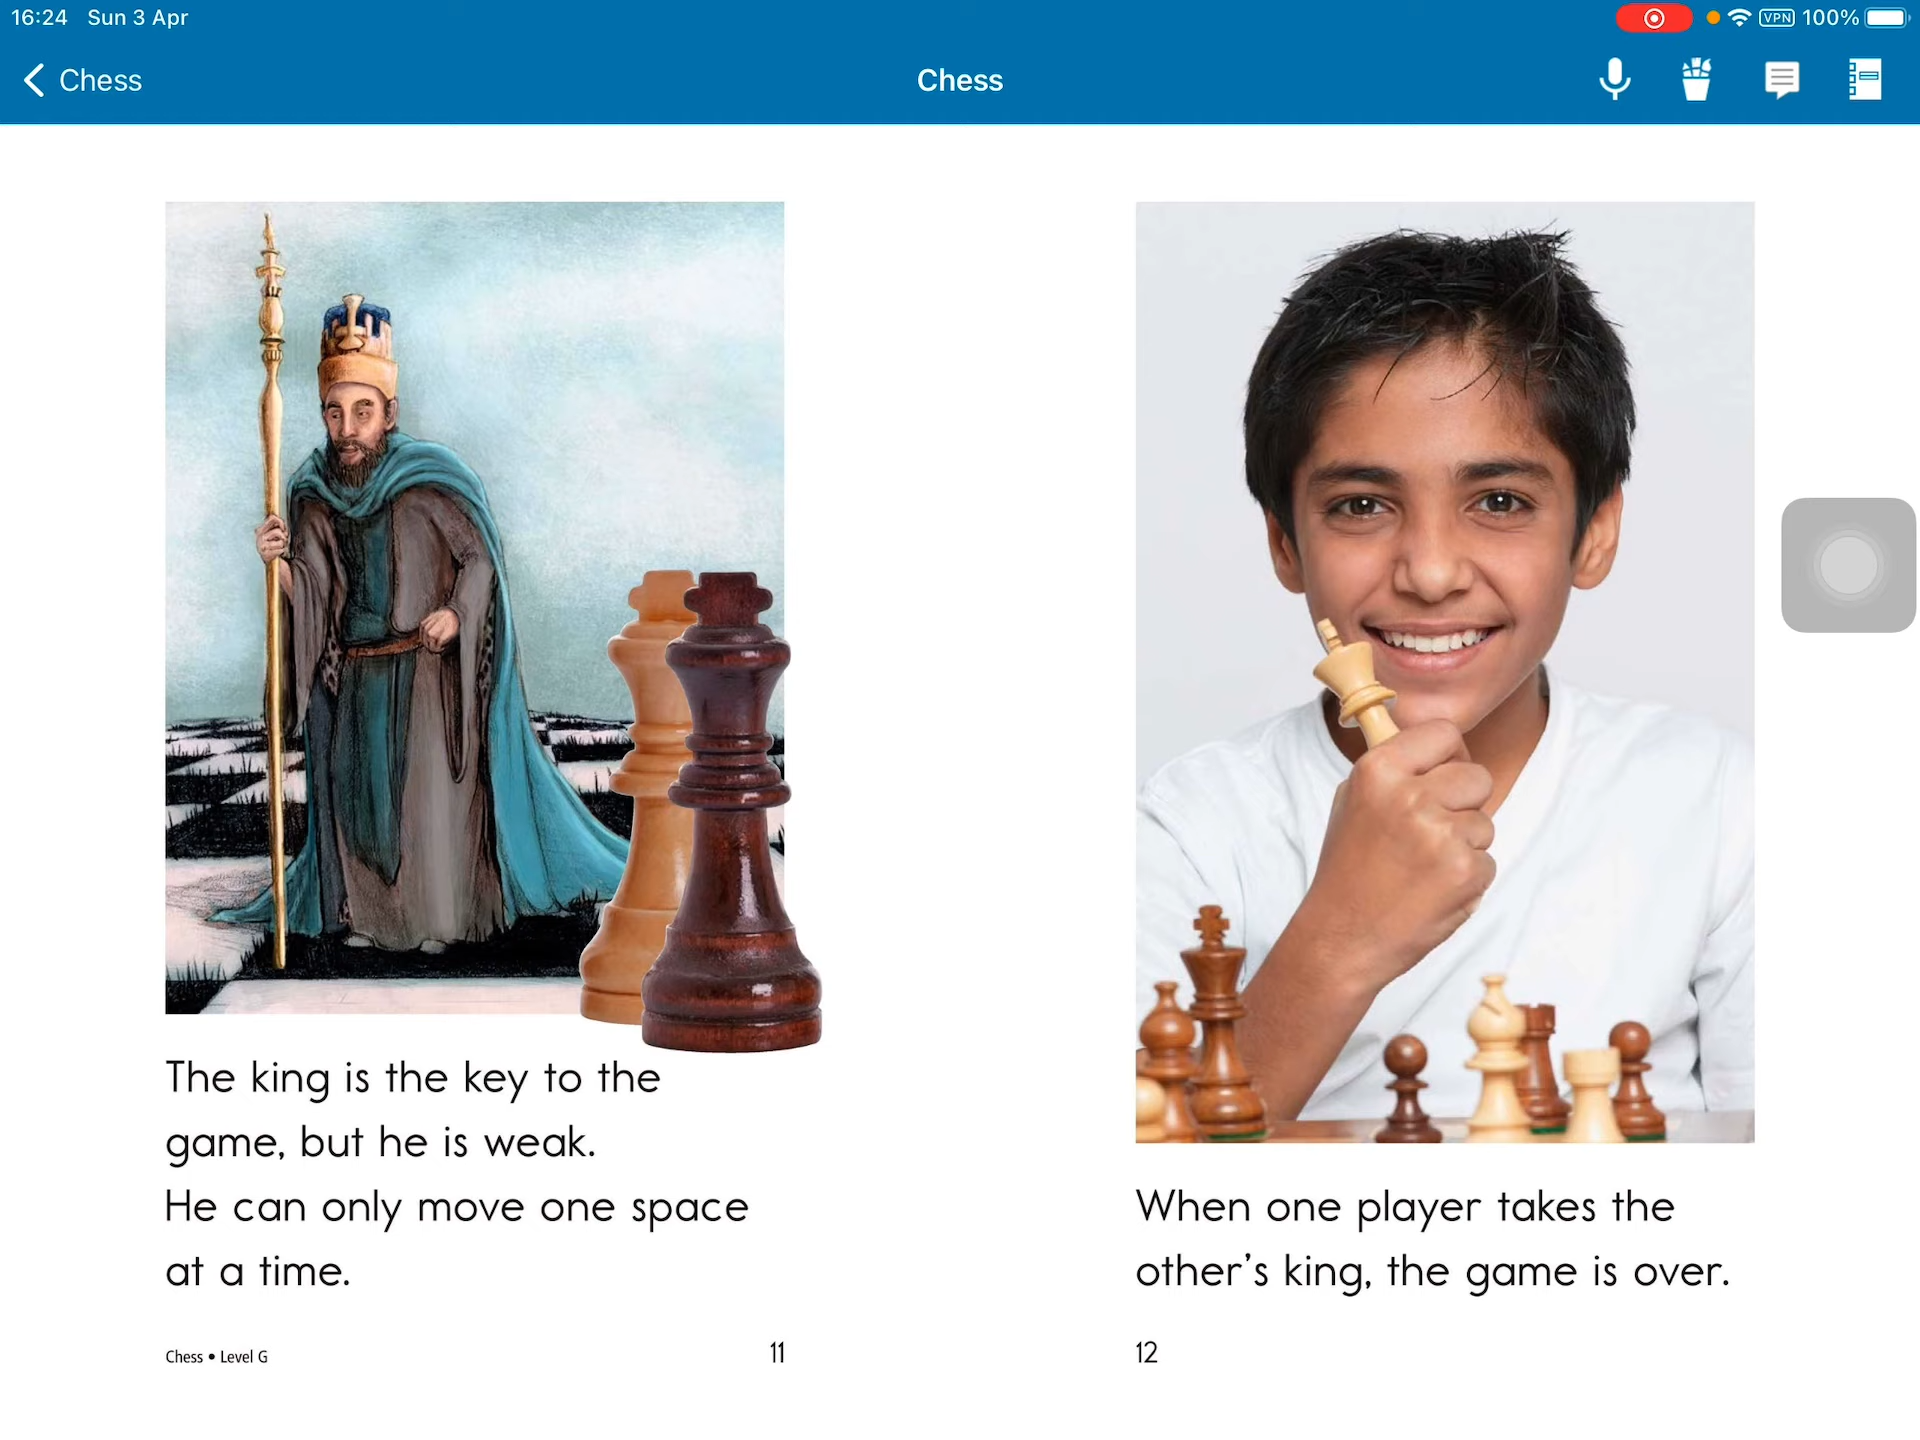 16:24 Sun 3 Apr
VPN 100%
Chess
Chess
The king is the key to the
game, but he is weak.
He can only move one space
at a time.
Chess • Level G
11
When one player takes the
other’s king, the game is over.
12